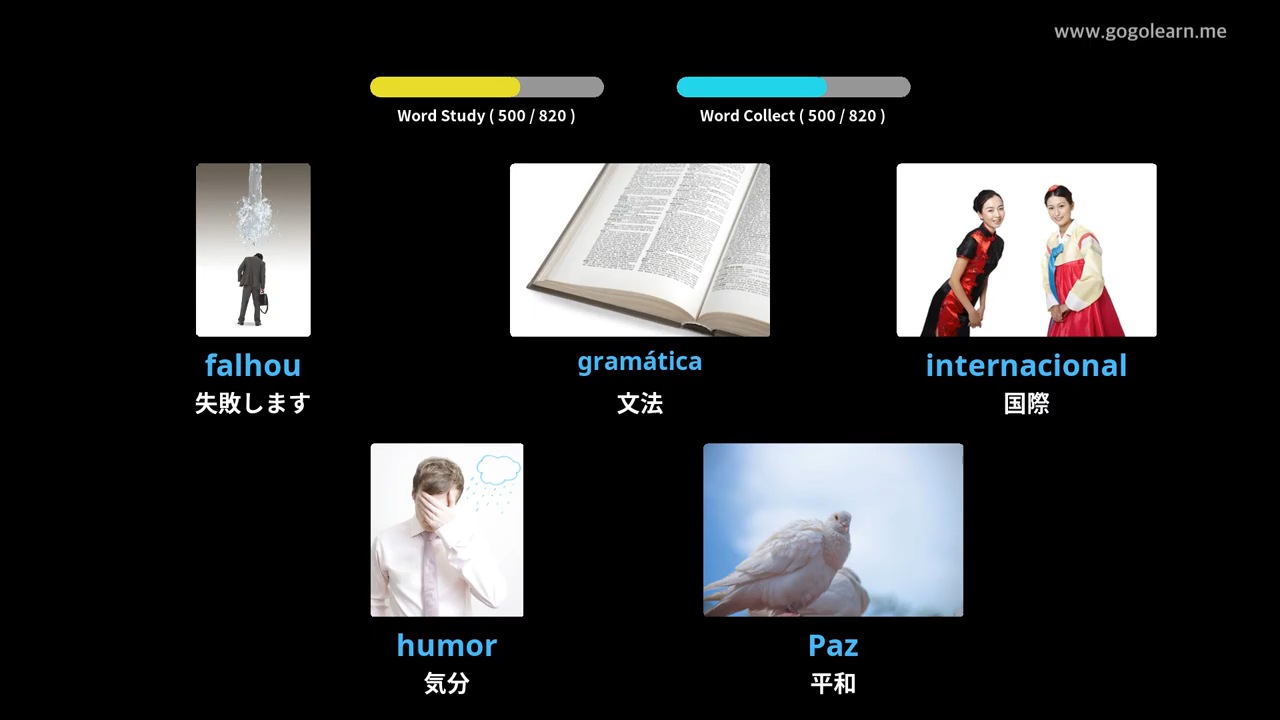 www.gogolearn.me
Word Study ( 500 / 820 )
Word Collect ( 500 / 820 )
falhou
失敗します
gramática
文法
internacional
国際
humor
気分
Paz
平和